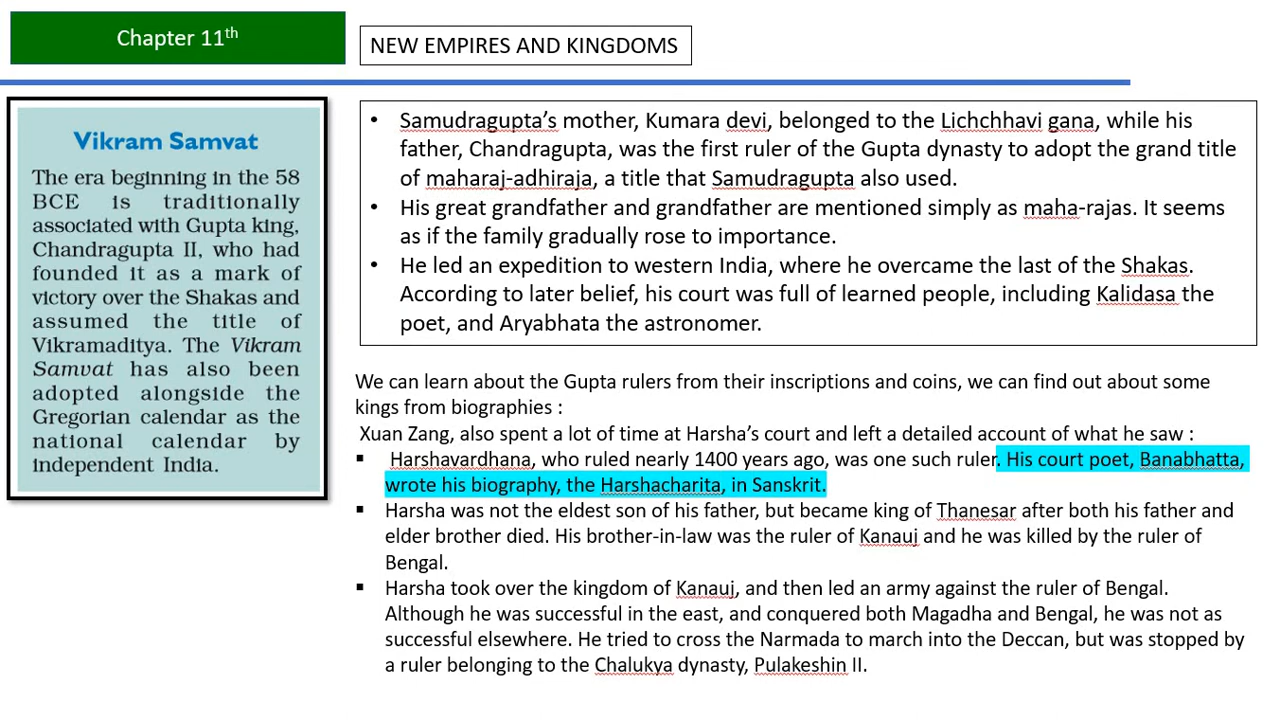 Chapter 11th
NEW EMPIRES AND KINGDOMS
Vikram Samvat
The era beginning in the 58
BCE is traditionally
associated with Gupta king,
Chandragupta II, who had
founded it as a mark of
victory over the Shakas and
assumed the title of
Vikramaditya. The Vikram
Samvat has also been
adopted alongside the
Gregorian calendar as the
national calendar by
independent India.
• Samudragupta's mother, Kumara devi, belonged to the Lichchhavi gana, while his
father, Chandragupta, was the first ruler of the Gupta dynasty to adopt the grand title
of maharaj-adhiraja, a title that Samudragupta also used.
• His great grandfather and grandfather are mentioned simply as maha-rajas. It seems
as if the family gradually rose to importance.
• He led an expedition to western India, where he overcame the last of the Shakas.
According to later belief, his court was full of learned people, including Kalidasa the
poet, and Aryabhata the astronomer.
We can learn about the Gupta rulers from their inscriptions and coins, we can find out about some
kings from biographies :
Xuan Zang, also spent a lot of time at Harsha's court and left a detailed account of what he saw :
▪ Harshavardhana, who ruled nearly 1400 years ago, was one such ruler. His court poet, Banabhatta,
wrote his biography, the Harshacharita, in Sanskrit.
▪ Harsha was not the eldest son of his father, but became king of Thanesar after both his father and
elder brother died. His brother-in-law was the ruler of Kanauj and he was killed by the ruler of
Bengal.
▪ Harsha took over the kingdom of Kanauj, and then led an army against the ruler of Bengal.
Although he was successful in the east, and conquered both Magadha and Bengal, he was not as
successful elsewhere. He tried to cross the Narmada to march into the Deccan, but was stopped by
a ruler belonging to the Chalukya dynasty, Pulakeshin II.